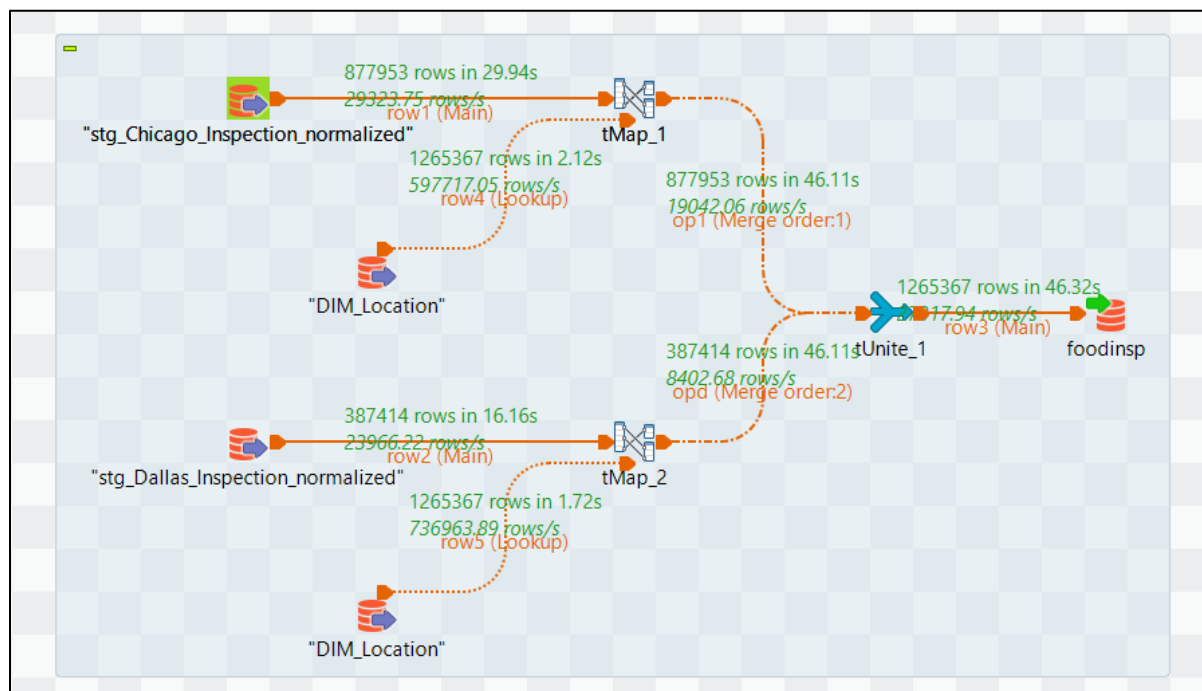 877953 rows in 29.94s
29323.75 rows/s
row1 (Main)
"stg_Chicago_Inspection_normalized"
tMap_1
1265367 rows in 2.12s
597717.05 rows/s
row4 (Lookup)
"DIM_Location"
877953 rows in 46.11s
19042.06 rows/s
op1 (Merge order:1)
1265367 rows in 46.32s
rows/s
row3 (Main)
tUnite_1
foodinsp
387414 rows in 46.11s
8402.68 rows/s
opd (Merge order:2)
387414 rows in 16.16s
23966.22 rows/s
row2 (Main)
"stg_Dallas_Inspection_normalized"
tMap_2
1265367 rows in 1.72s
736963.89 rows/s
row5 (Lookup)
"DIM_Location"